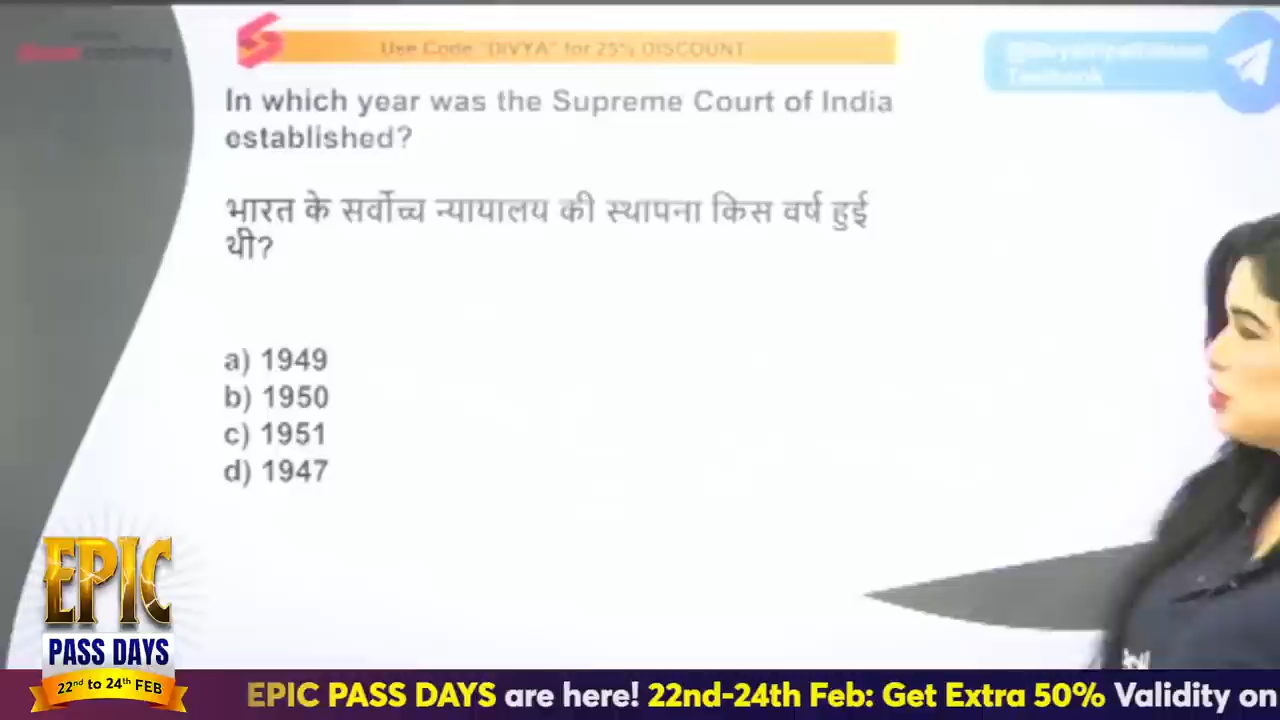 Use Code "DIVYA" for 25% DISCOUNT
In which year was the Supreme Court of India
established?
भारत के सर्वोच्च न्यायालय की स्थापना किस वर्ष हुई
थी?
a) 1949
b) 1950
c) 1951
d) 1947
EPIC
PASS DAYS
22nd to 24th FEB
EPIC PASS DAYS are here! 22nd-24th Feb: Get Extra 50% Validity on